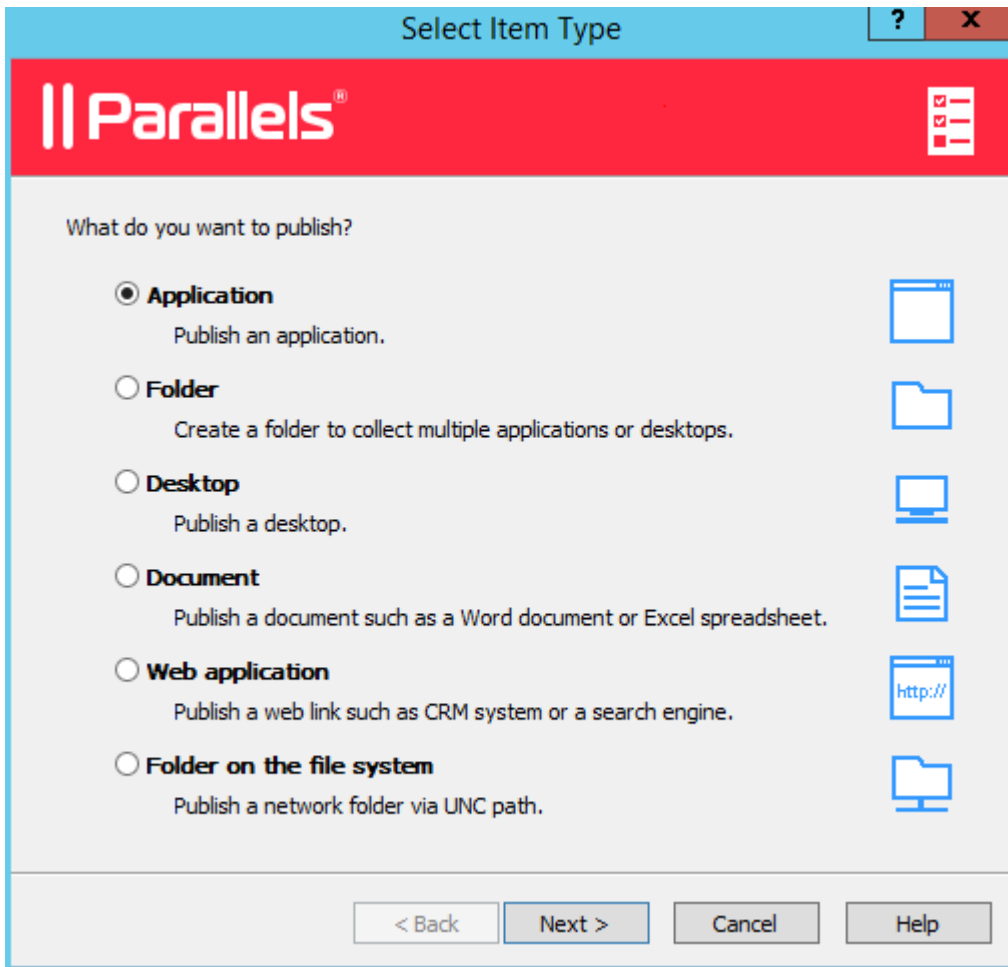 Select Item Type
?
x
Parallels®
What do you want to publish?
Application
Publish an application.
Folder
Create a folder to collect multiple applications or desktops.
Desktop
Publish a desktop.
Document
Publish a document such as a Word document or Excel spreadsheet.
Web application
http://
Publish a web link such as CRM system or a search engine.
Folder on the file system
Publish a network folder via UNC path.
< Back
Next >
Cancel
Help